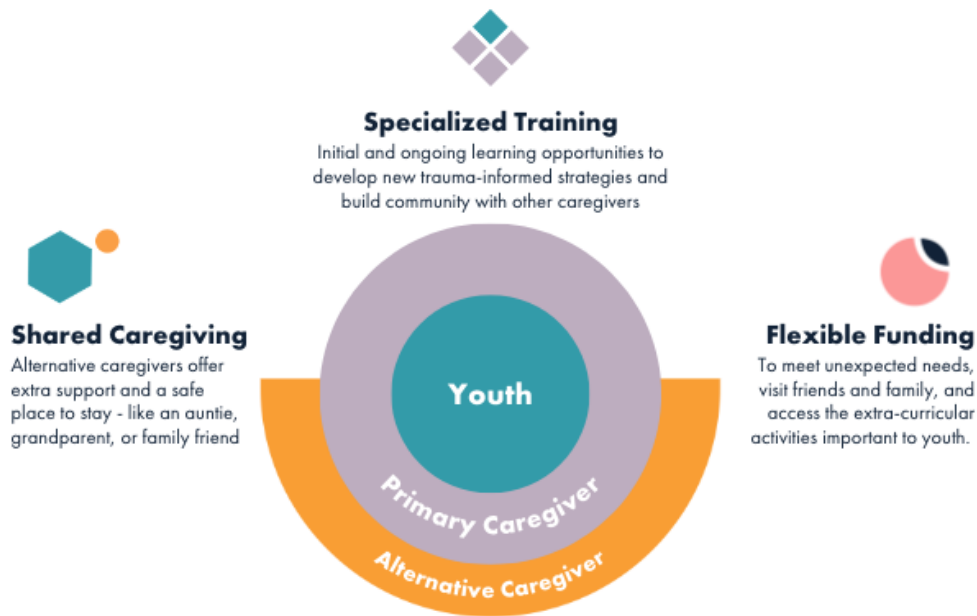 Specialized Training
Initial and ongoing learning opportunities to
develop new trauma-informed strategies and
build community with other caregivers
Shared Caregiving
Alternative caregivers offer
extra support and a safe
place to stay - like an auntie,
grandparent, or family friend
Flexible Funding
To meet unexpected needs,
visit friends and family, and
access the extra-curricular
activities important to youth.
Youth
Primary Caregiver
Alternative Caregiver